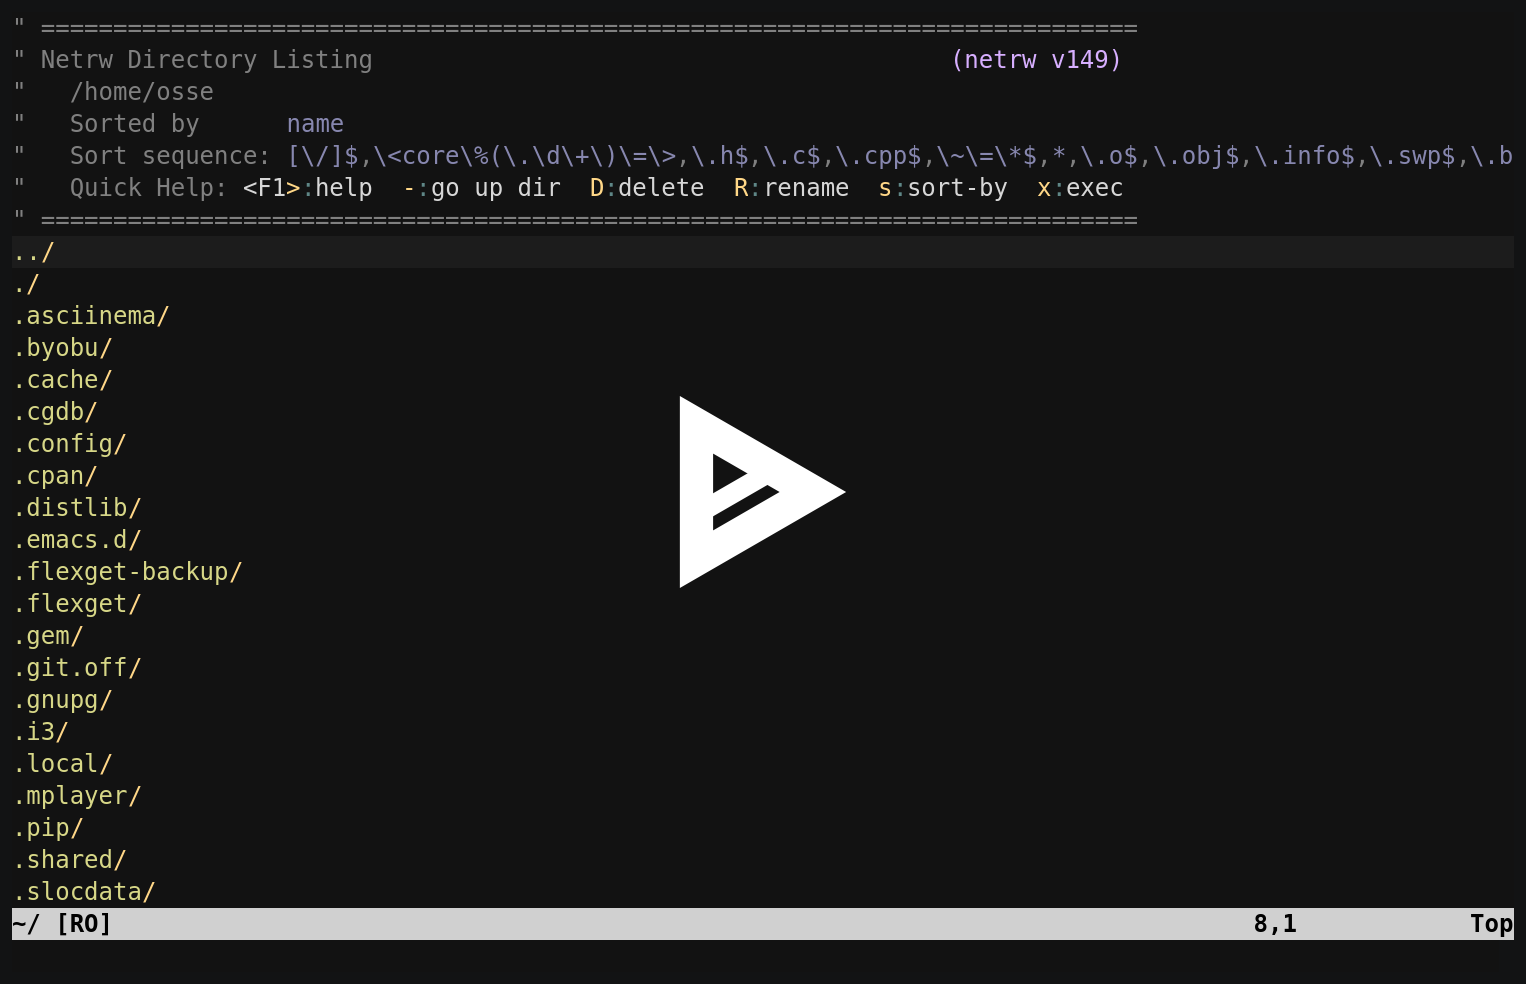 " ============================================================================
" Netrw Directory Listing                                        (netrw v149)
"   /home/osse
"   Sorted by      name
"   Sort sequence: [\/]$,\<core\%(\.\d\+\)\=\>,\.h$,\.c$,\.cpp$,\~\=\*$,*,\.o$,\.obj$,\.info$,\.swp$,\.b
"   Quick Help: <F1>:help  -:go up dir  D:delete  R:rename  s:sort-by  x:exec
" ============================================================================
../
./
.asciinema/
.byobu/
.cache/
.cgdb/
.config/
.cpan/
.distlib/
.emacs.d/
.flexget-backup/
.flexget/
.gem/
.git.off/
.gnupg/
.i3/
.local/
.mplayer/
.pip/
.shared/
.slocdata/
~/ [RO]                                                                               8,1            Top